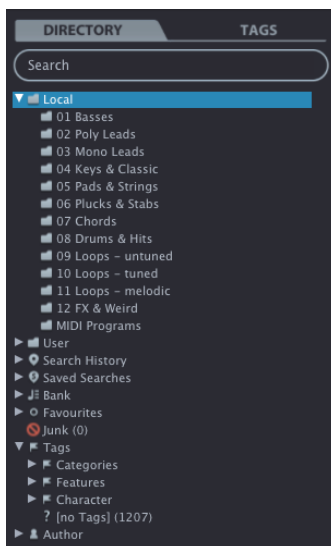 DIRECTORY TAGS
Search
Local
01 Basses
02 Poly Leads
03 Mono Leads
04 Keys & Classic
05 Pads & Strings
06 Plucks & Stabs
07 Chords
08 Drums & Hits
09 Loops – untuned
10 Loops – tuned
11 Loops – melodic
12 FX & Weird
MIDI Programs
User
Search History
Saved Searches
Bank
Favourites
Junk (0)
Tags
Categories
Features
Character
? [no Tags] (1207)
Author